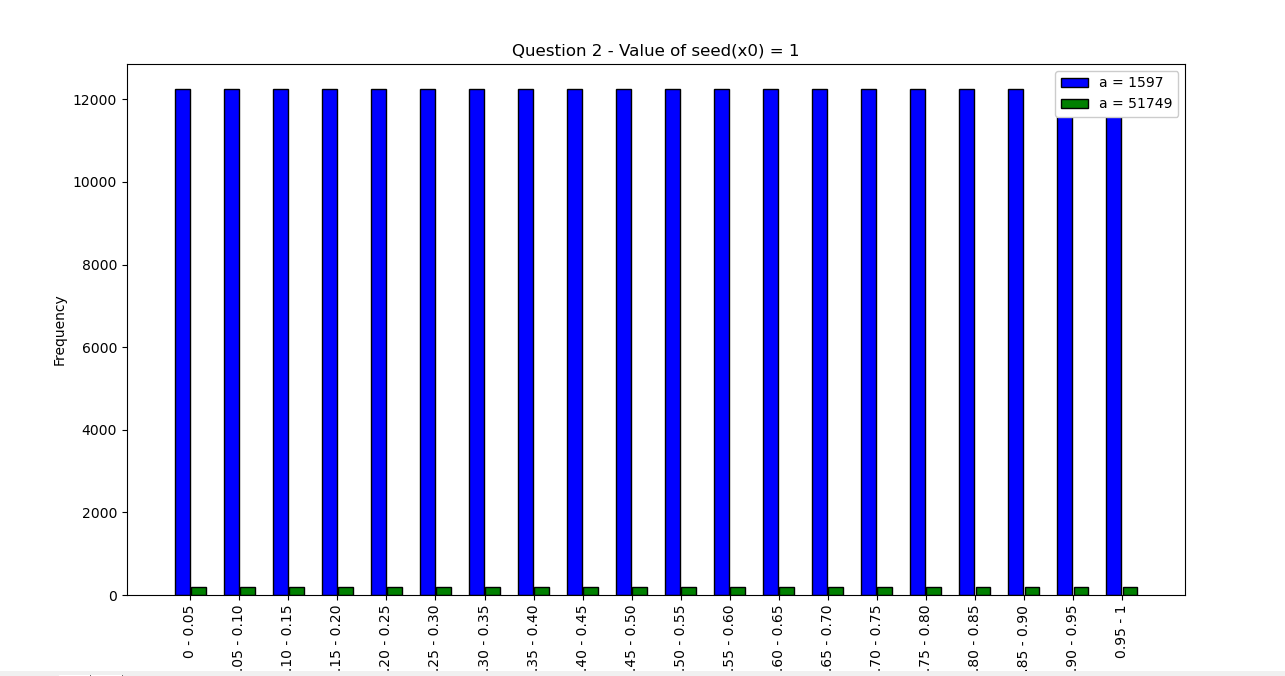 Question 2 - Value of seed(x0) = 1
a = 1597
a = 51749
12000
10000
8000
6000
4000
2000
0
Frequency
0 - 0.05
.05 - 0.10
.10 - 0.15
.15 - 0.20
.20 - 0.25
.25 - 0.30
.30 - 0.35
.35 - 0.40
.40 - 0.45
.45 - 0.50
.50 - 0.55
.55 - 0.60
.60 - 0.65
.65 - 0.70
.70 - 0.75
.75 - 0.80
.80 - 0.85
.85 - 0.90
.90 - 0.95
0.95 - 1